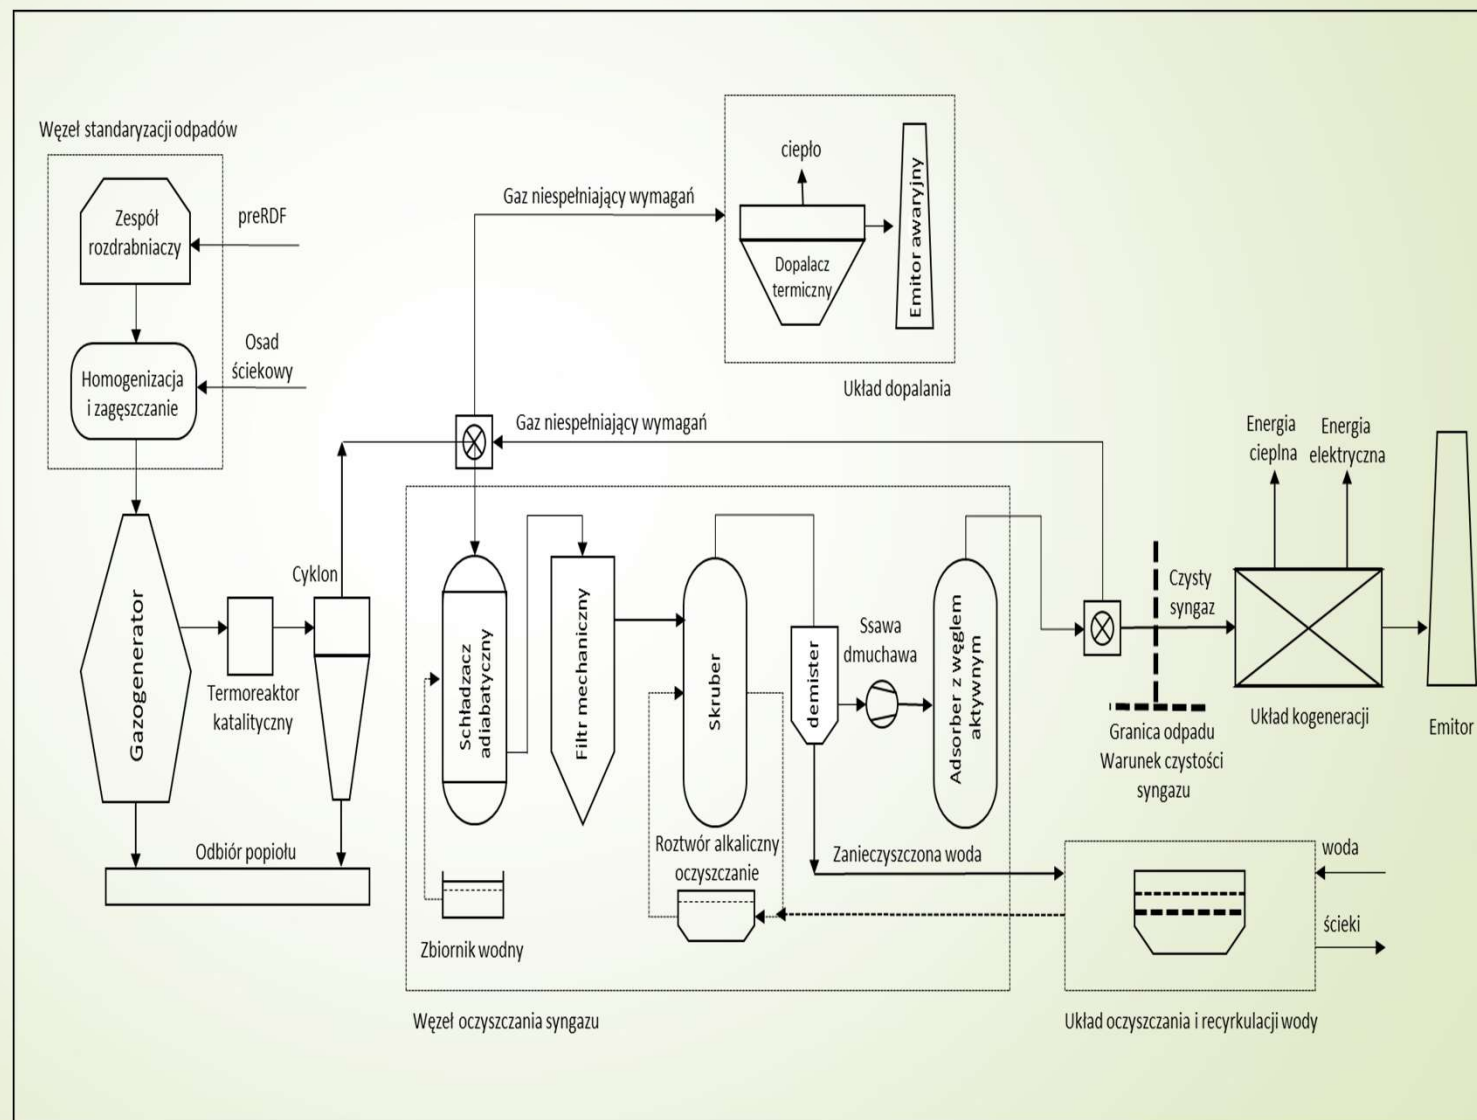 Węzeł standaryzacji odpadów
Zespół
rozdrabniaczy
preRDF
Homogenizacja
i zagęszczanie
Osad
ściekowy
Gazogenerator
Termoreaktor
katalityczny
Cyklon
Odbiór popiołu
Gaz niespełniający wymagań
ciepło
Dopalacz
termiczny
Emitor awaryjny
Układ dopalania
Gaz niespełniający wymagań
Schładzacz
adiabatyczny
Filtr mechaniczny
Skruber
demister
Ssawa
dmuchawa
Adsorber z węglem
aktywnym
Zbiornik wodny
Roztwór alkaliczny
oczyszczanie
Zanieczyszczona woda
Węzeł oczyszczania syngazu
Czysty
syngaz
Granica odpadu
Warunek czystości
syngazu
Energia
cieplna
Energia
elektryczna
Układ kogeneracji
Emitor
woda
ścieki
Układ oczyszczania i recyrkulacji wody